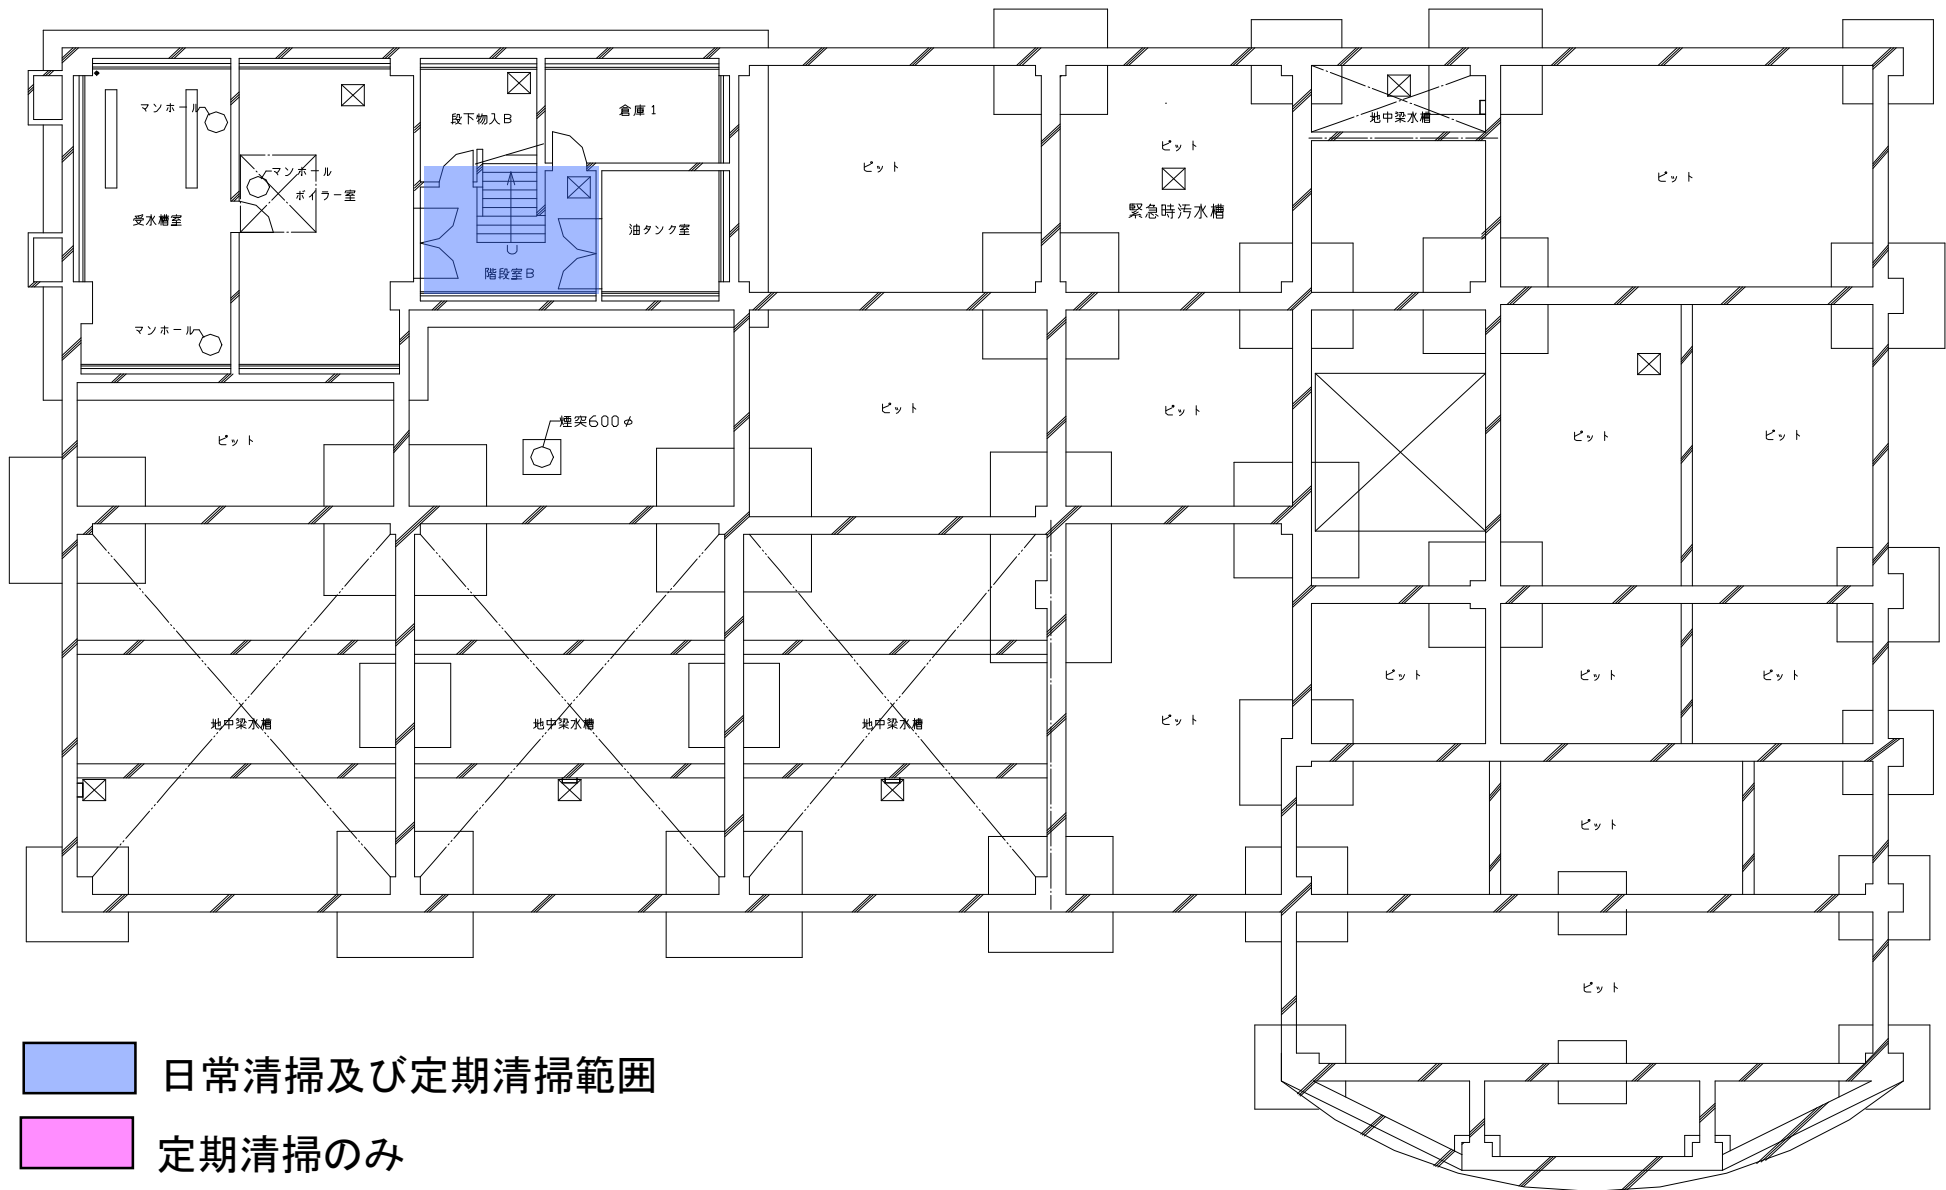 マンホール
段下物入B
倉庫1
地中梁水槽
ピット
ピット
ピット
マンホール
ボイラー室
受水槽室
緊急時汚水槽
油タンク室
階段室B
マンホール
ピット
ピット
煙突600φ
ピット
ピット
ピット
ピット
ピット
ピット
地中梁水槽
地中梁水槽
地中梁水槽
ピット
ピット
ピット
ピット
日常清掃及び定期清掃範囲
定期清掃のみ